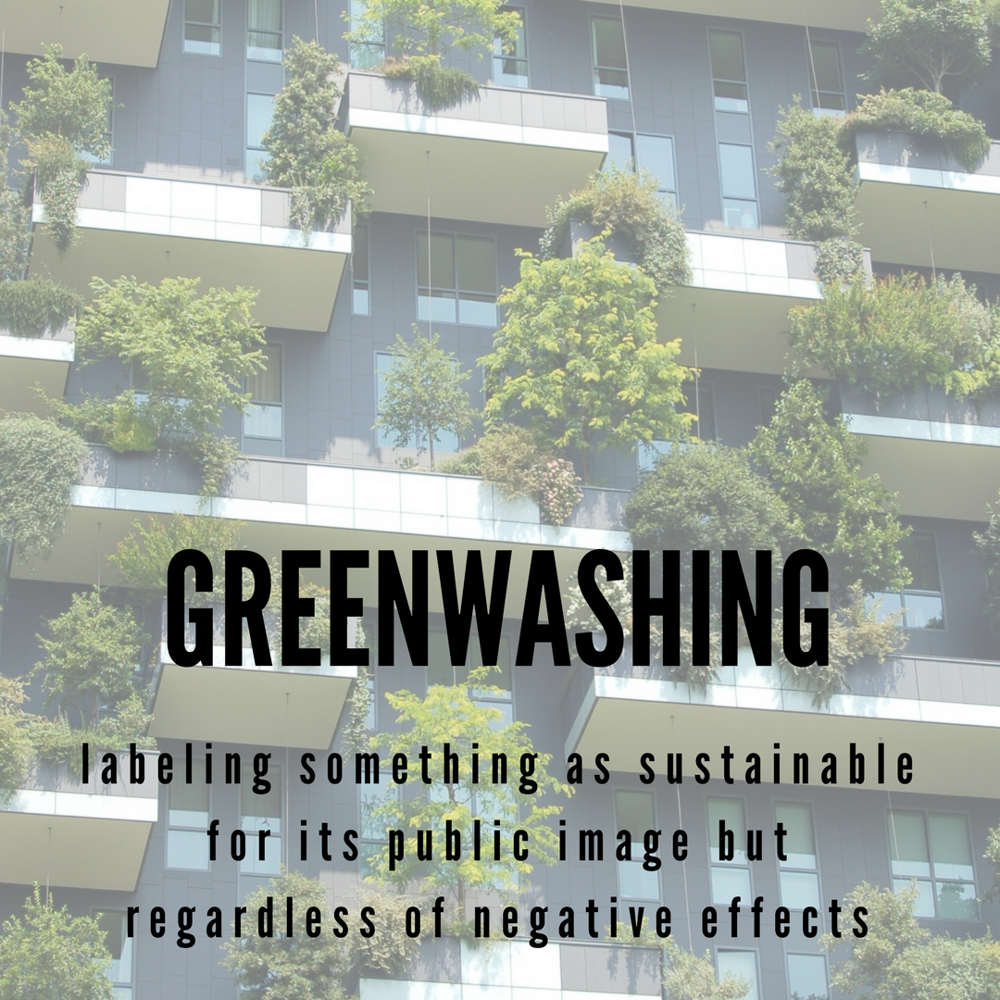 GREENWASHING
labeling something as sustainable
for its public image but
regardless of negative effects